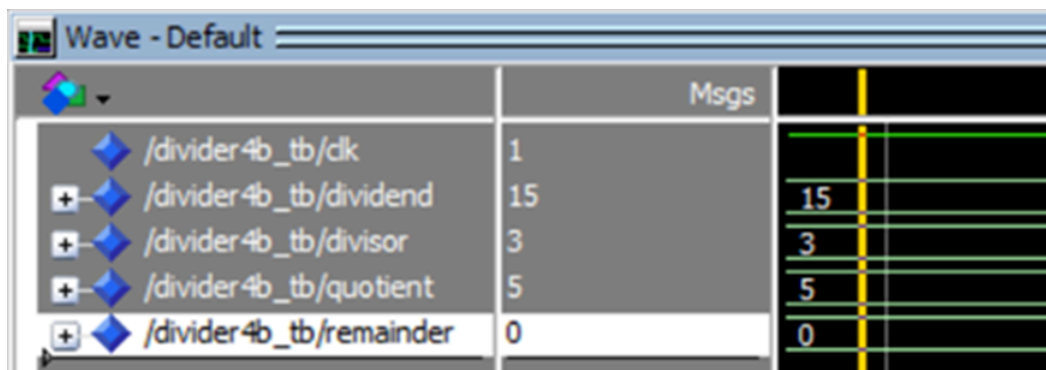 Wave - Default
Msgs
/divider4b_tb/clk 1
/divider4b_tb/dividend 15 15
/divider4b_tb/divisor 3 3
/divider4b_tb/quotient 5 5
/divider4b_tb/remainder 0 0